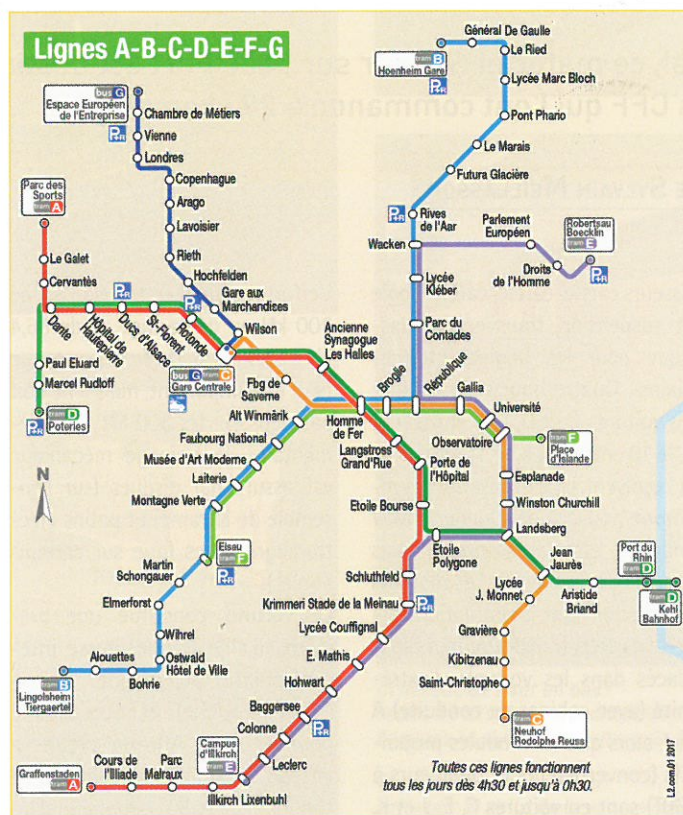 Lignes A-B-C-D-E-F-G
Général De Gaulle
tram B
Hoenheim Gare
P+R
Le Ried
Lycée Marc Bloch
Pont Phario
Le Marais
Futura Glacière
P+R
Rives
de l'Aar
Wacken
Parlement
Européen
Robertsau
Boecklin
tram E
P+R
Droits
de l'Homme
Lycée
Kléber
Parc du
Contades
bus G
Espace Européen
de l'Entreprise
P+R
Chambre de Métiers
Vienne
Londres
Copenhague
Arago
Lavoisier
Rieth
Hochfelden
Gare aux
Marchandizes
Wilson
Parc des
Sports
tram A
Le Galet
Cervantès
P+R
P+R
Dante
Hôpital de
Hautepierre
Ducs d'Alsace
St-Florent
Rotonde
bus G tram C
Gare Centrale
Paul Eluard
Marcel Rudloff
P+R
tram D
Poteries
N
Ancienne
Synagogue
Les Halles
Fbg de
Saverne
Alt Winmärik
Faubourg National
Musée d'Art Moderne
Laiterie
Montagne Verte
Homme
de Fer
Broglie
République
Gallia
Université
Observatoire
tram F
Place
d'Islande
Langstross
Grand'Rue
Porte de
l'Hôpital
Esplanade
Winston Churchill
Landsberg
Etoile Bourse
Etoile
Polygone
Jean
Jaurès
Port du
Rhin
tram D
tram D
Kehl
Bahnhof
Aristide
Briand
Lycée
J. Monnet
Gravière
Kibitzenau
Saint-Christophe
tram C
Neuhof
Rodolphe Reuss
Schluthfeld
Krimmeri Stade de la Meinau
P+R
Lycée Couffignal
E. Mathis
Hohwart
Baggersee
P+R
Colonne
Leclerc
Campus
d'Illkirch
tram E
Illkirch Lixenbuhl
Parc
Malraux
Cours de
l'Illiade
Graffenstaden
tram A
Eisau
tram F
P+R
Martin
Schongauer
Elmerforst
Wihrel
Ostwald
Hôtel de Ville
Bohrie
Alouettes
tram B
Lingolsheim
Tiergaertel
Toutes ces lignes fonctionnent
tous les jours dès 4h30 et jusqu'à 0h30.
L2.com.01 2017